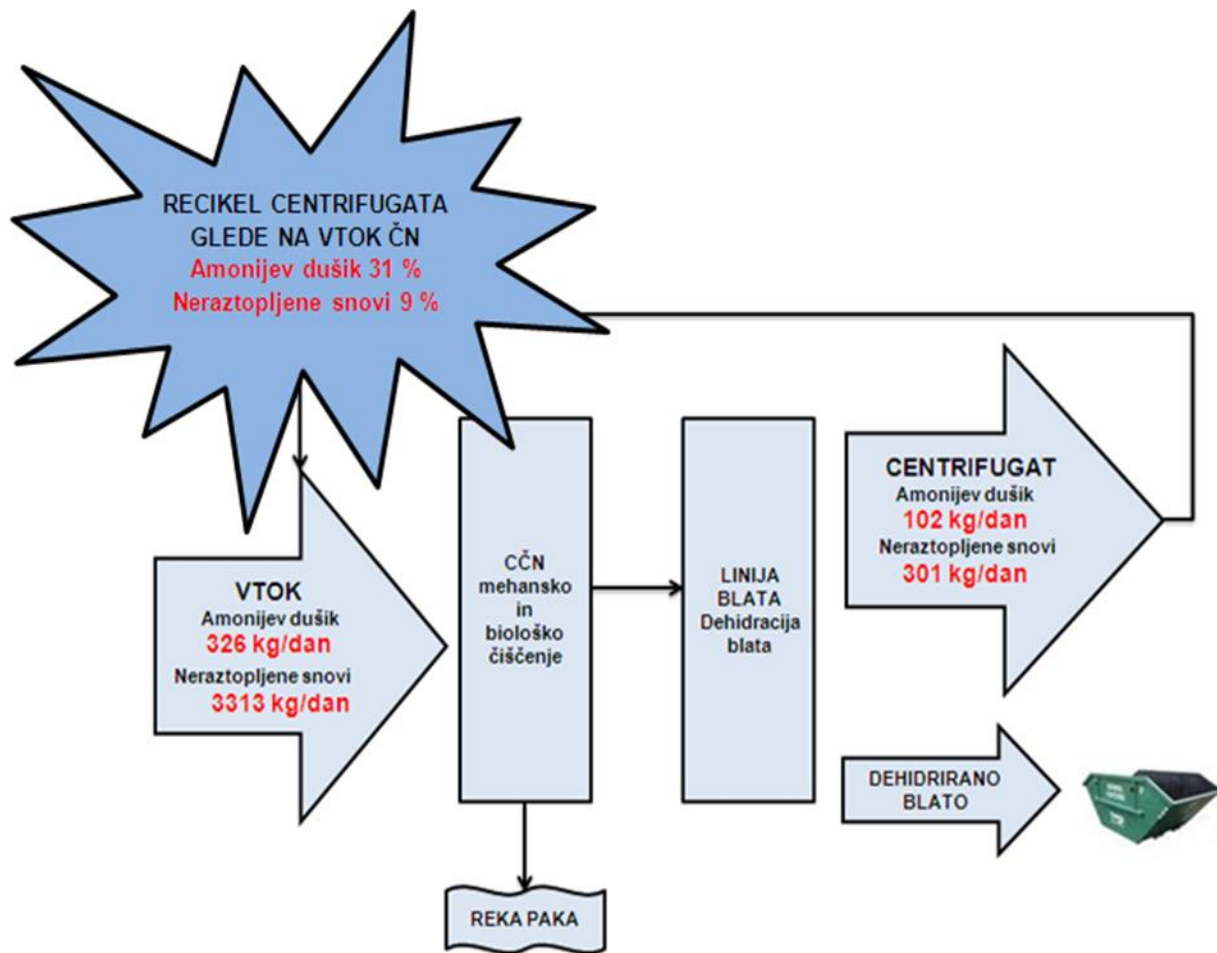 RECIKEL CENTRIFUGATA
GLEDE NA VTOK ČN
Amonijev dušik 31 %
Neraztopljene snovi 9 %
VTOK
Amonijev dušik
326 kg/dan
Neraztopljene snovi
3313 kg/dan
CČN
mehansko
in
biološko
čiščenje
LINIJA
BLATA
Dehidracija
blata
CENTRIFUGAT
Amonijev dušik
102 kg/dan
Neraztopljene snovi
301 kg/dan
DEHIDRIRANO
BLATO
REKA PAKA